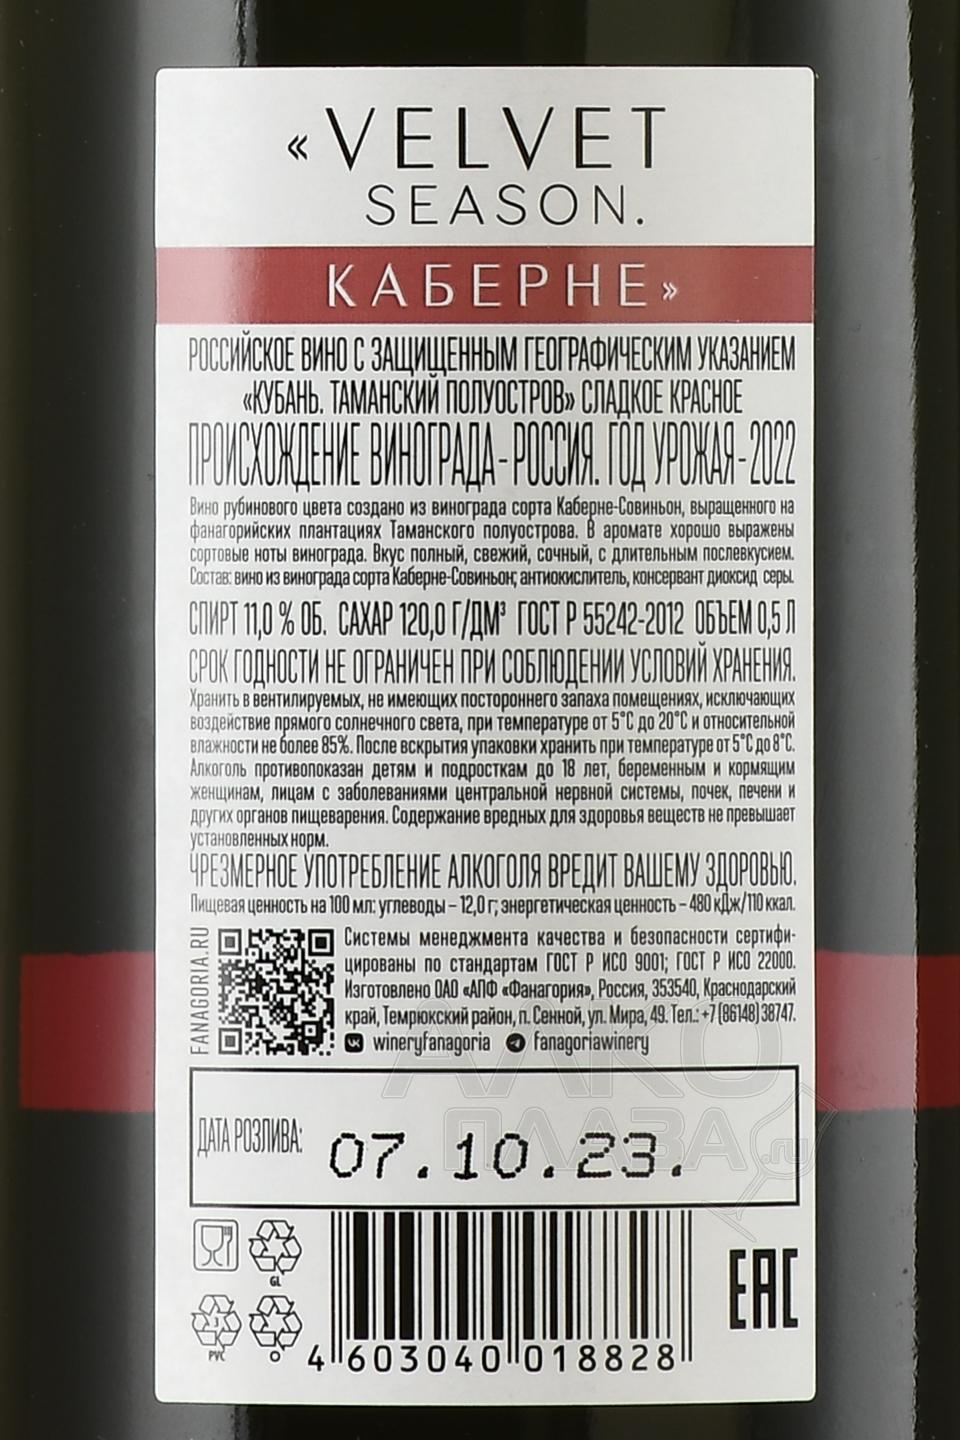 «VELVET
SEASON.
КАБЕРНЕ»
РОССИЙСКОЕ ВИНО С ЗАЩИЩЕННЫМ ГЕОГРАФИЧЕСКИМ УКАЗАНИЕМ
«КУБАНЬ. ТАМАНСКИЙ ПОЛУОСТРОВ» СЛАДКОЕ КРАСНОЕ
ПРОИСХОЖДЕНИЕ ВИНОГРАДА - РОССИЯ. ГОД УРОЖАЯ - 2022
Вино рубинового цвета создано из винограда сорта Каберне-Совиньон, выращенного на
фанагорийских плантациях Таманского полуострова. В аромате хорошо выражены
сортовые ноты винограда. Вкус полный, свежий, сочный, с длительным послевкусием.
Состав: вино из винограда сорта Каберне-Совиньон; антиокислитель, консервант диоксид серы.
СПИРТ 11,0 % ОБ. САХАР 120,0 Г/ДМ³ ГОСТ Р 55242-2012 ОБЪЕМ 0,5 Л
СРОК ГОДНОСТИ НЕ ОГРАНИЧЕН ПРИ СОБЛЮДЕНИИ УСЛОВИЙ ХРАНЕНИЯ.
Хранить в вентилируемых, не имеющих постороннего запаха помещениях, исключающих
воздействие прямого солнечного света, при температуре от 5°С до 20°С и относительной
влажности не более 85%. После вскрытия упаковки хранить при температуре от 5°С до 8°С.
Алкоголь противопоказан детям и подросткам до 18 лет, беременным и кормящим
женщинам, лицам с заболеваниями центральной нервной системы, почек, печени и
других органов пищеварения. Содержание вредных для здоровья веществ не превышает
установленных норм.
ЧРЕЗМЕРНОЕ УПОТРЕБЛЕНИЕ АЛКОГОЛЯ ВРЕДИТ ВАШЕМУ ЗДОРОВЬЮ.
Пищевая ценность на 100 мл: углеводы – 12,0 г; энергетическая ценность – 480 кДж/110 ккал.
FANAGORIA.RU
Системы менеджмента качества и безопасности сертифи-
цированы по стандартам ГОСТ Р ИСО 9001; ГОСТ Р ИСО 22000.
Изготовлено ОАО «АПФ «Фанагория», Россия, 353540, Краснодарский
край, Темрюкский район, п. Сенной, ул. Мира, 49. Тел.: +7 (86148) 38747.
wineryfanagoria fanagoriawinery
АЛКО
ПЛАЗА.ru
ДАТА РОЗЛИВА: 07.10.23.
GL
3
PVC
EAC
4 603040 018828